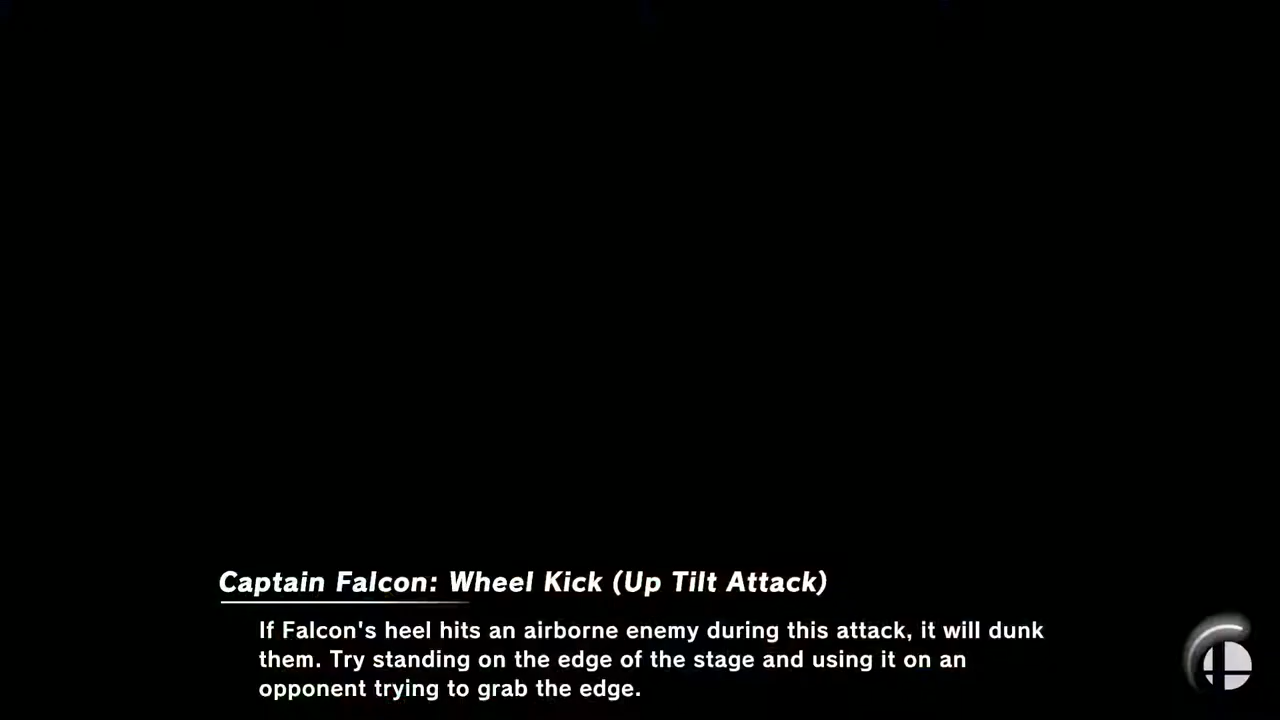 Captain Falcon: Wheel Kick (Up Tilt Attack)
If Falcon's heel hits an airborne enemy during this attack, it will dunk
them. Try standing on the edge of the stage and using it on an
opponent trying to grab the edge.